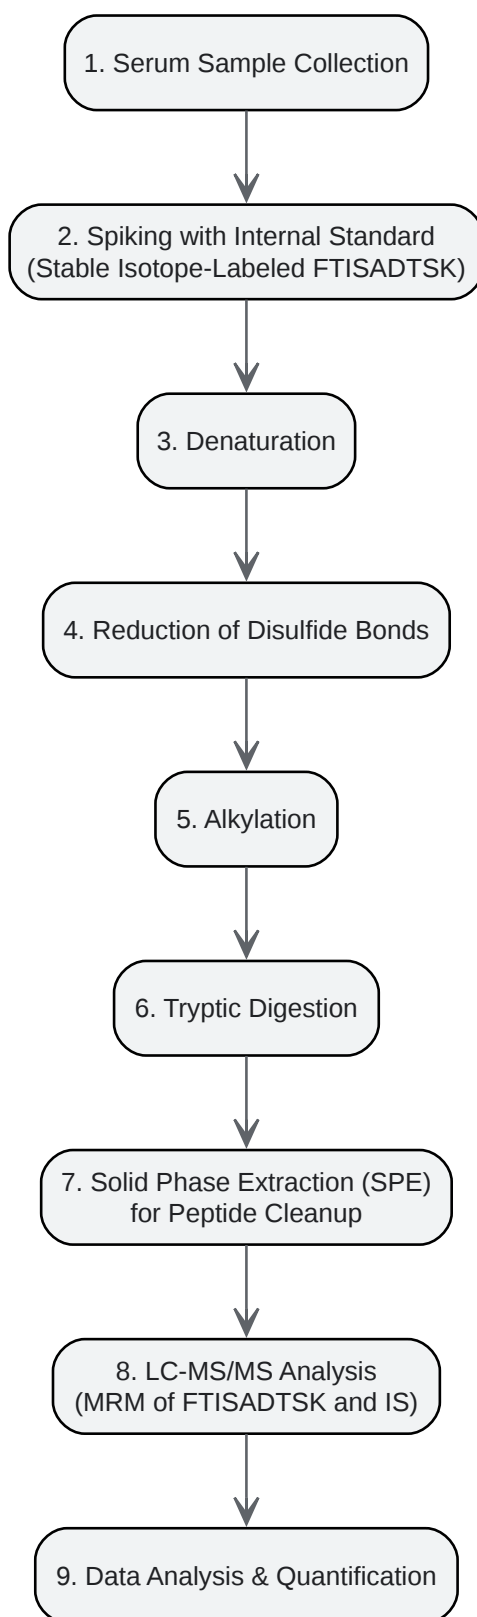 1. Serum Sample Collection
2. Spiking with Internal Standard
(Stable Isotope-Labeled FTISADTSK)
3. Denaturation
4. Reduction of Disulfide Bonds
5. Alkylation
6. Tryptic Digestion
7. Solid Phase Extraction (SPE)
for Peptide Cleanup
8. LC-MS/MS Analysis
(MRM of FTISADTSK and IS)
9. Data Analysis & Quantification